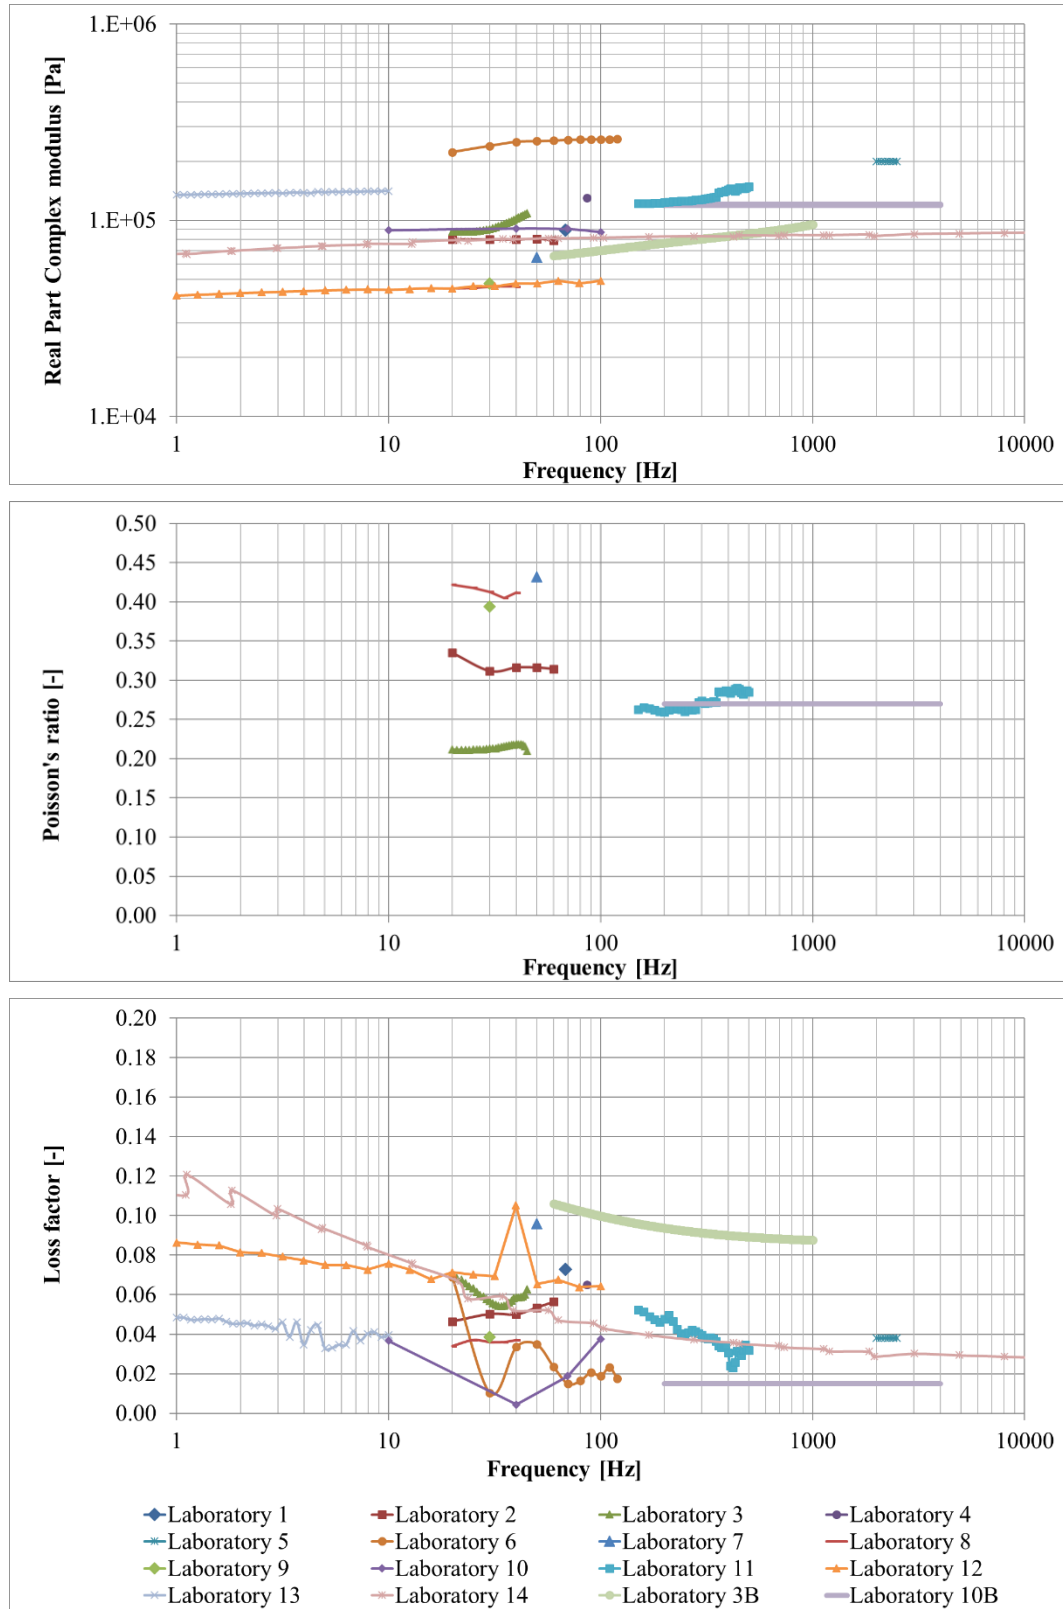 1.E+06
1.E+05
1.E+04
Real Part Complex modulus [Pa]
1 10 100 1000 10000
Frequency [Hz]
0.50
0.45
0.40
0.35
0.30
0.25
0.20
0.15
0.10
0.05
0.00
Poisson's ratio [-]
1 10 100 1000 10000
Frequency [Hz]
0.20
0.18
0.16
0.14
0.12
0.10
0.08
0.06
0.04
0.02
0.00
Loss factor [-]
1 10 100 1000 10000
Frequency [Hz]
Laboratory 1 Laboratory 2 Laboratory 3 Laboratory 4
Laboratory 5 Laboratory 6 Laboratory 7 Laboratory 8
Laboratory 9 Laboratory 10 Laboratory 11 Laboratory 12
Laboratory 13 Laboratory 14 Laboratory 3B Laboratory 10B